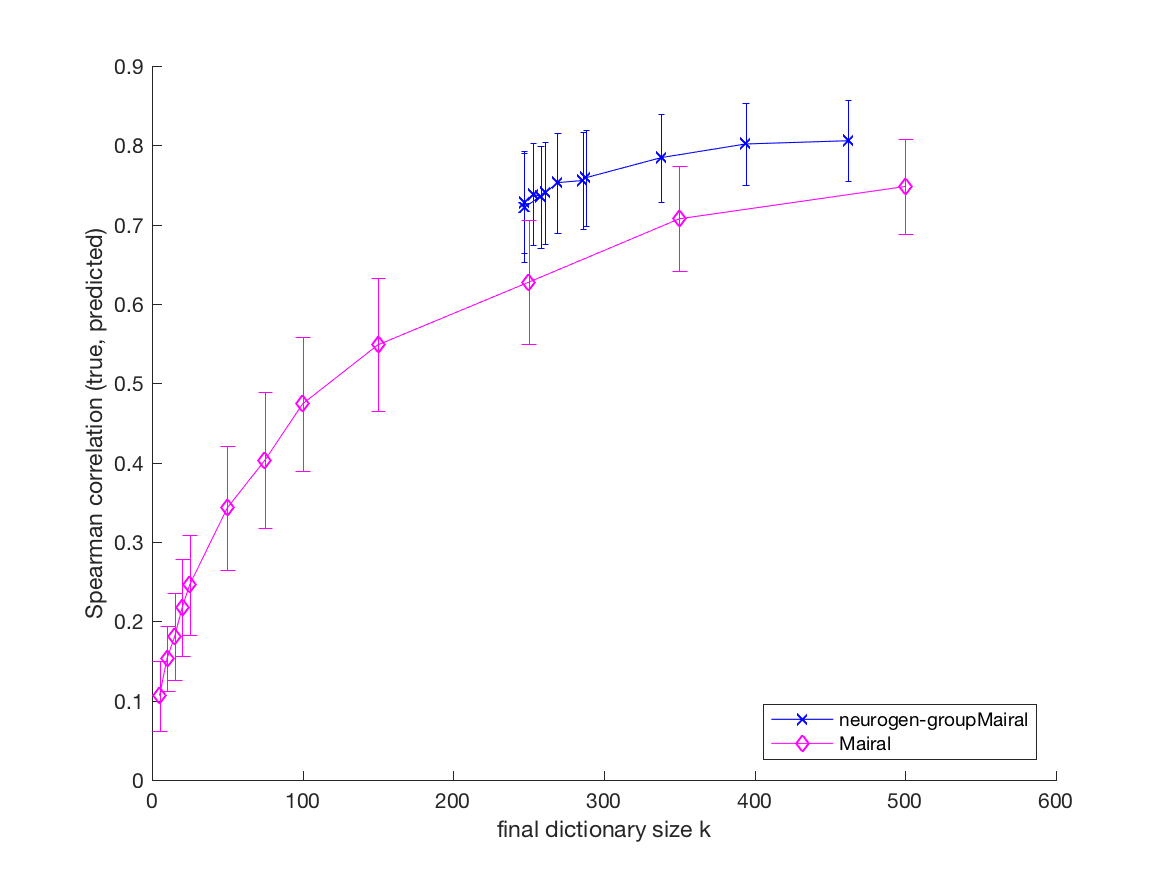 0.9
0.8
0.7
0.6
0.5
0.4
0.3
0.2
0.1
0
Spearman correlation (true, predicted)
0 100 200 300 400 500 600
final dictionary size k
neurogen-groupMairal
Mairal